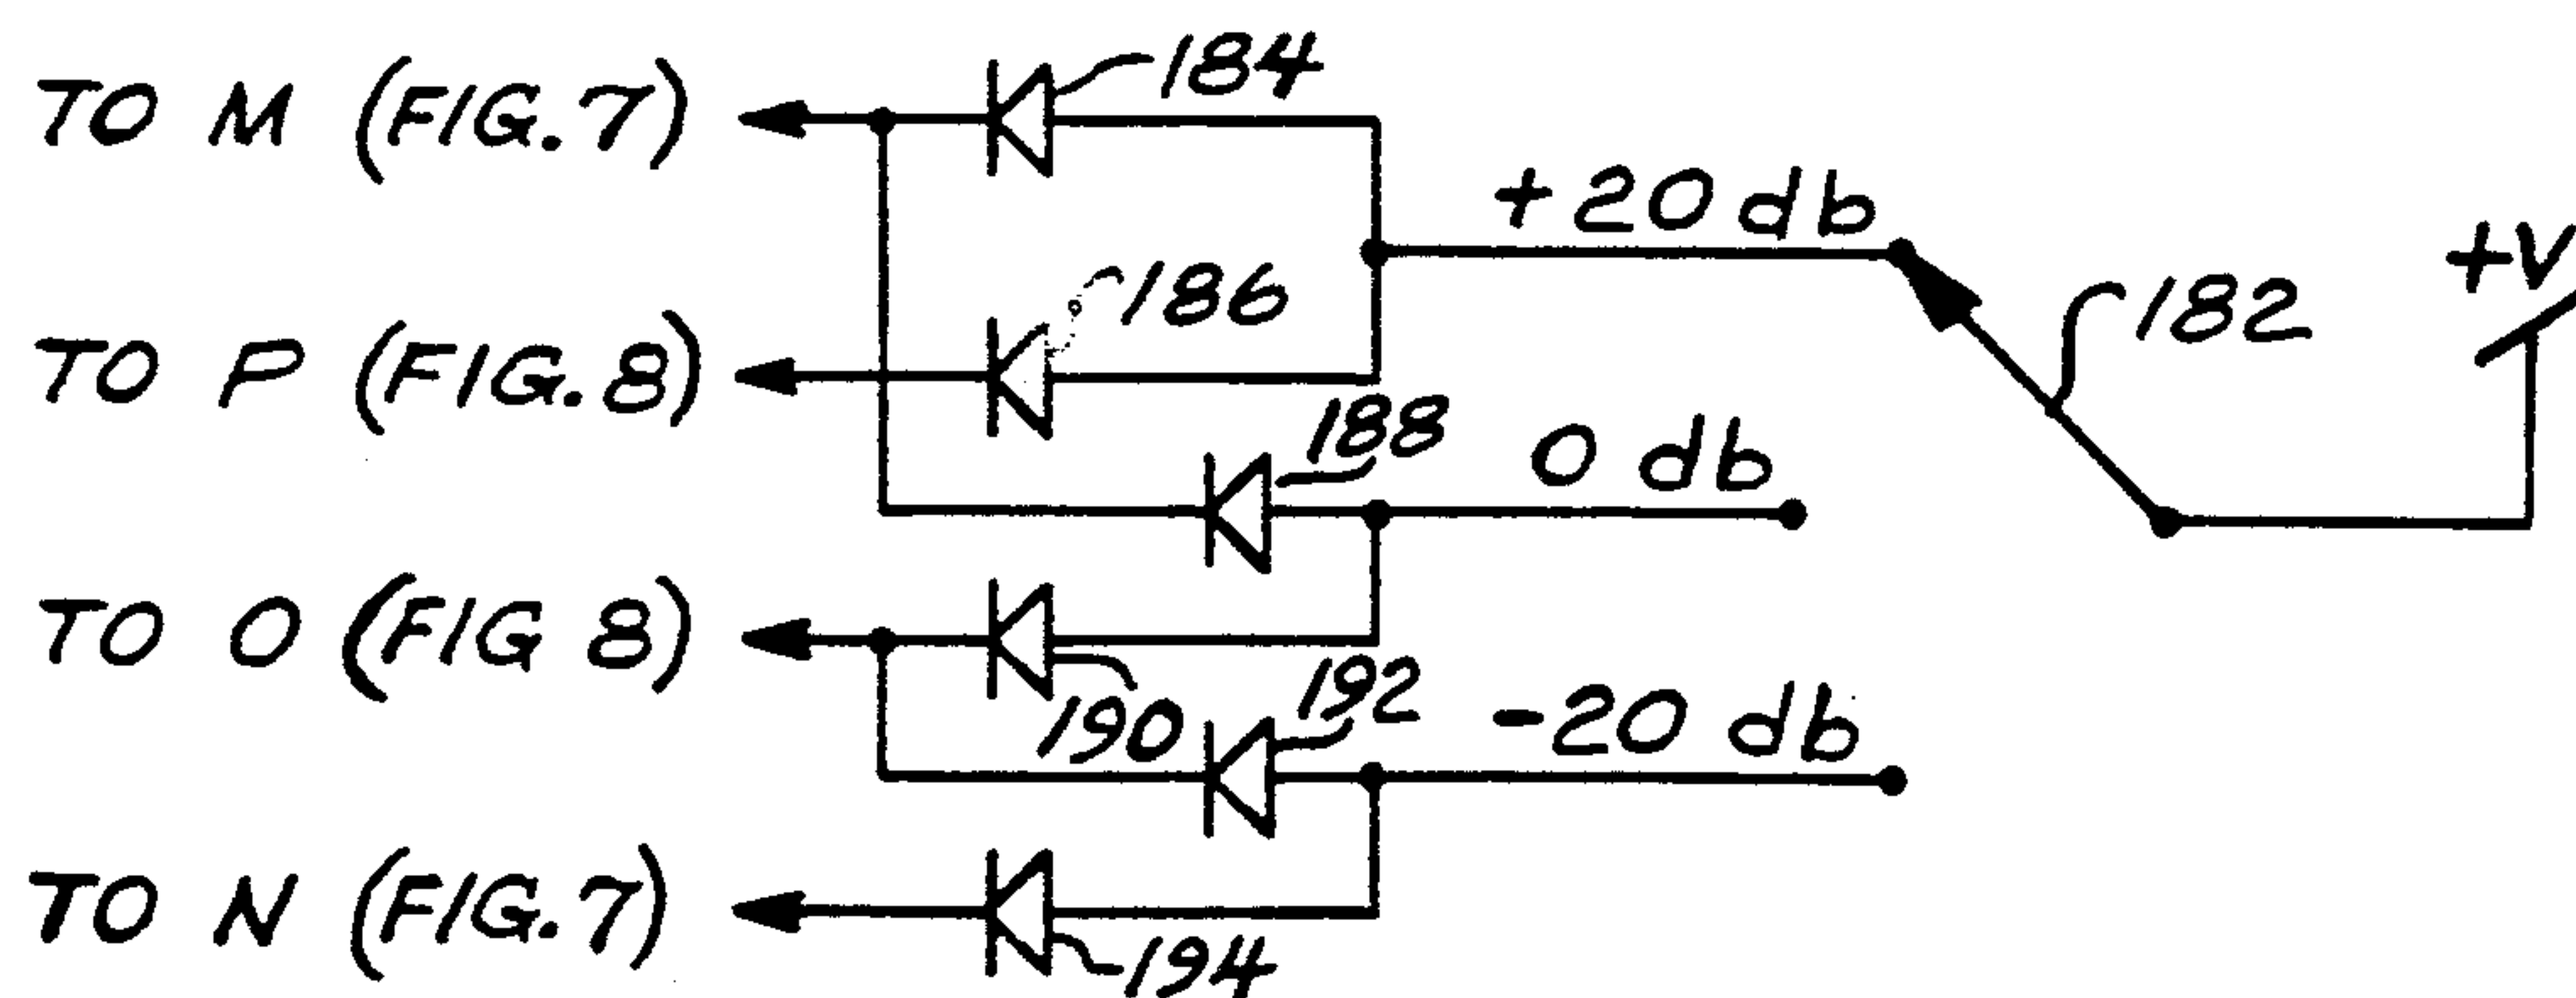 TO M (FIG. 7)
184
+20 db
+V
186
182
TO P (FIG. 8)
188
0 db
TO O (FIG 8)
190
192
-20 db
TO N (FIG. 7)
194